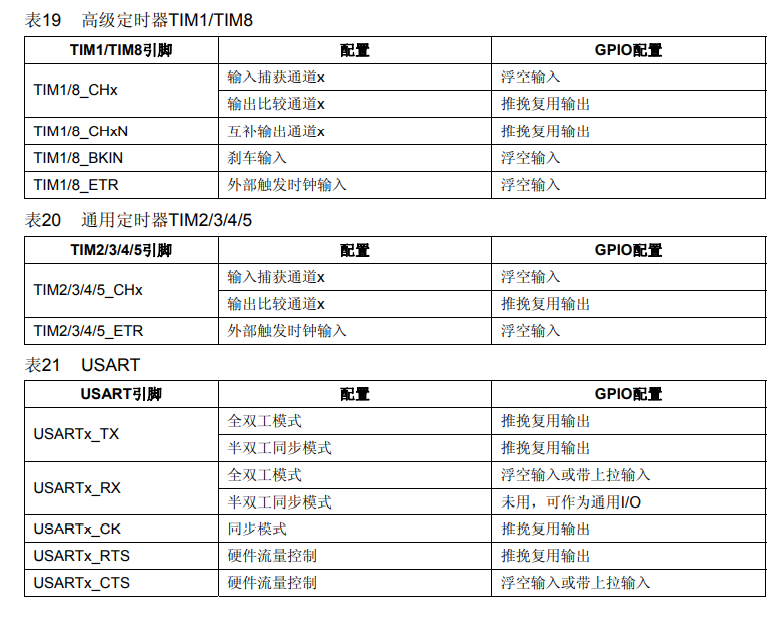 表19 高级定时器TIM1/TIM8
TIM1/TIM8引脚 配置 GPIO配置
TIM1/8_CHx 输入捕获通道x 浮空输入
输出比较通道x 推挽复用输出
TIM1/8_CHxN 互补输出通道x 推挽复用输出
TIM1/8_BKIN 刹车输入 浮空输入
TIM1/8_ETR 外部触发时钟输入 浮空输入
表20 通用定时器TIM2/3/4/5
TIM2/3/4/5引脚 配置 GPIO配置
TIM2/3/4/5_CHx 输入捕获通道x 浮空输入
输出比较通道x 推挽复用输出
TIM2/3/4/5_ETR 外部触发时钟输入 浮空输入
表21 USART
USART引脚 配置 GPIO配置
USARTx_TX 全双工模式 推挽复用输出
半双工同步模式 推挽复用输出
USARTx_RX 全双工模式 浮空输入或带上拉输入
半双工同步模式 未用，可作为通用I/O
USARTx_CK 同步模式 推挽复用输出
USARTx_RTS 硬件流量控制 推挽复用输出
USARTx_CTS 硬件流量控制 浮空输入或带上拉输入